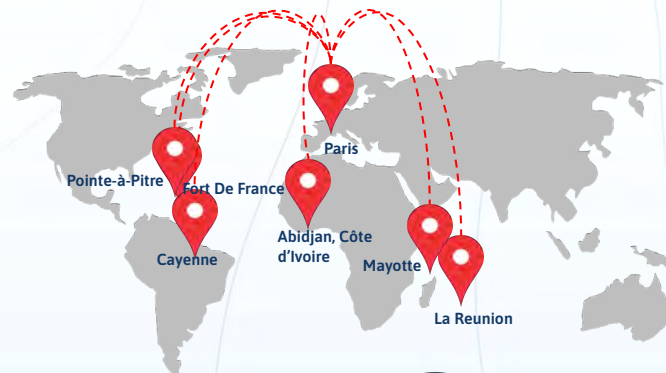 Paris
Pointe-à-Pitre
Fort De France
Abidjan, Côte
d’Ivoire
Cayenne
Mayotte
La Reunion